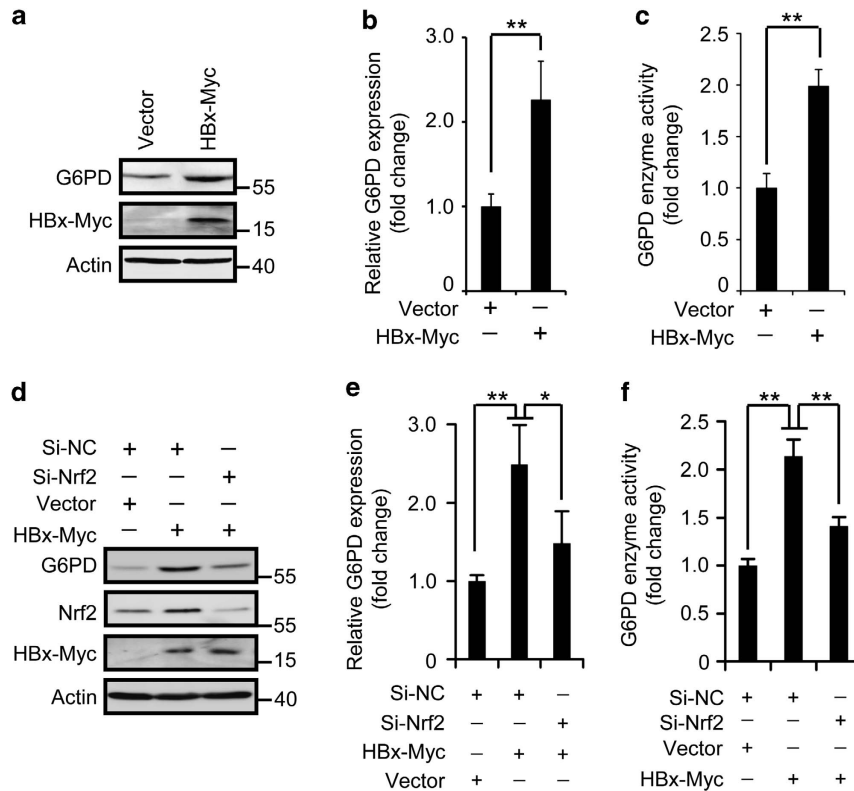 a
Vector
HBx-Myc
G6PD
55
HBx-Myc
15
Actin
40
b
Relative G6PD expression
(fold change)
3.0
2.0
1.0
0
**
Vector + −
HBx-Myc − +
c
G6PD enzyme activity
(fold change)
2.5
2.0
1.5
1.0
0.5
0
**
Vector + −
HBx-Myc − +
d
Si-NC + + −
Si-Nrf2 − − +
Vector + − −
HBx-Myc − + +
G6PD
55
Nrf2
55
HBx-Myc
15
Actin
40
e
Relative G6PD expression
(fold change)
3.0
2.0
1.0
0
** *
Si-NC + + −
Si-Nrf2 − − +
HBx-Myc − + +
Vector + − −
f
G6PD enzyme activity
(fold change)
2.5
2.0
1.5
1.0
0.5
0
** **
Si-NC + + −
Si-Nrf2 − − +
Vector + − −
HBx-Myc − + +